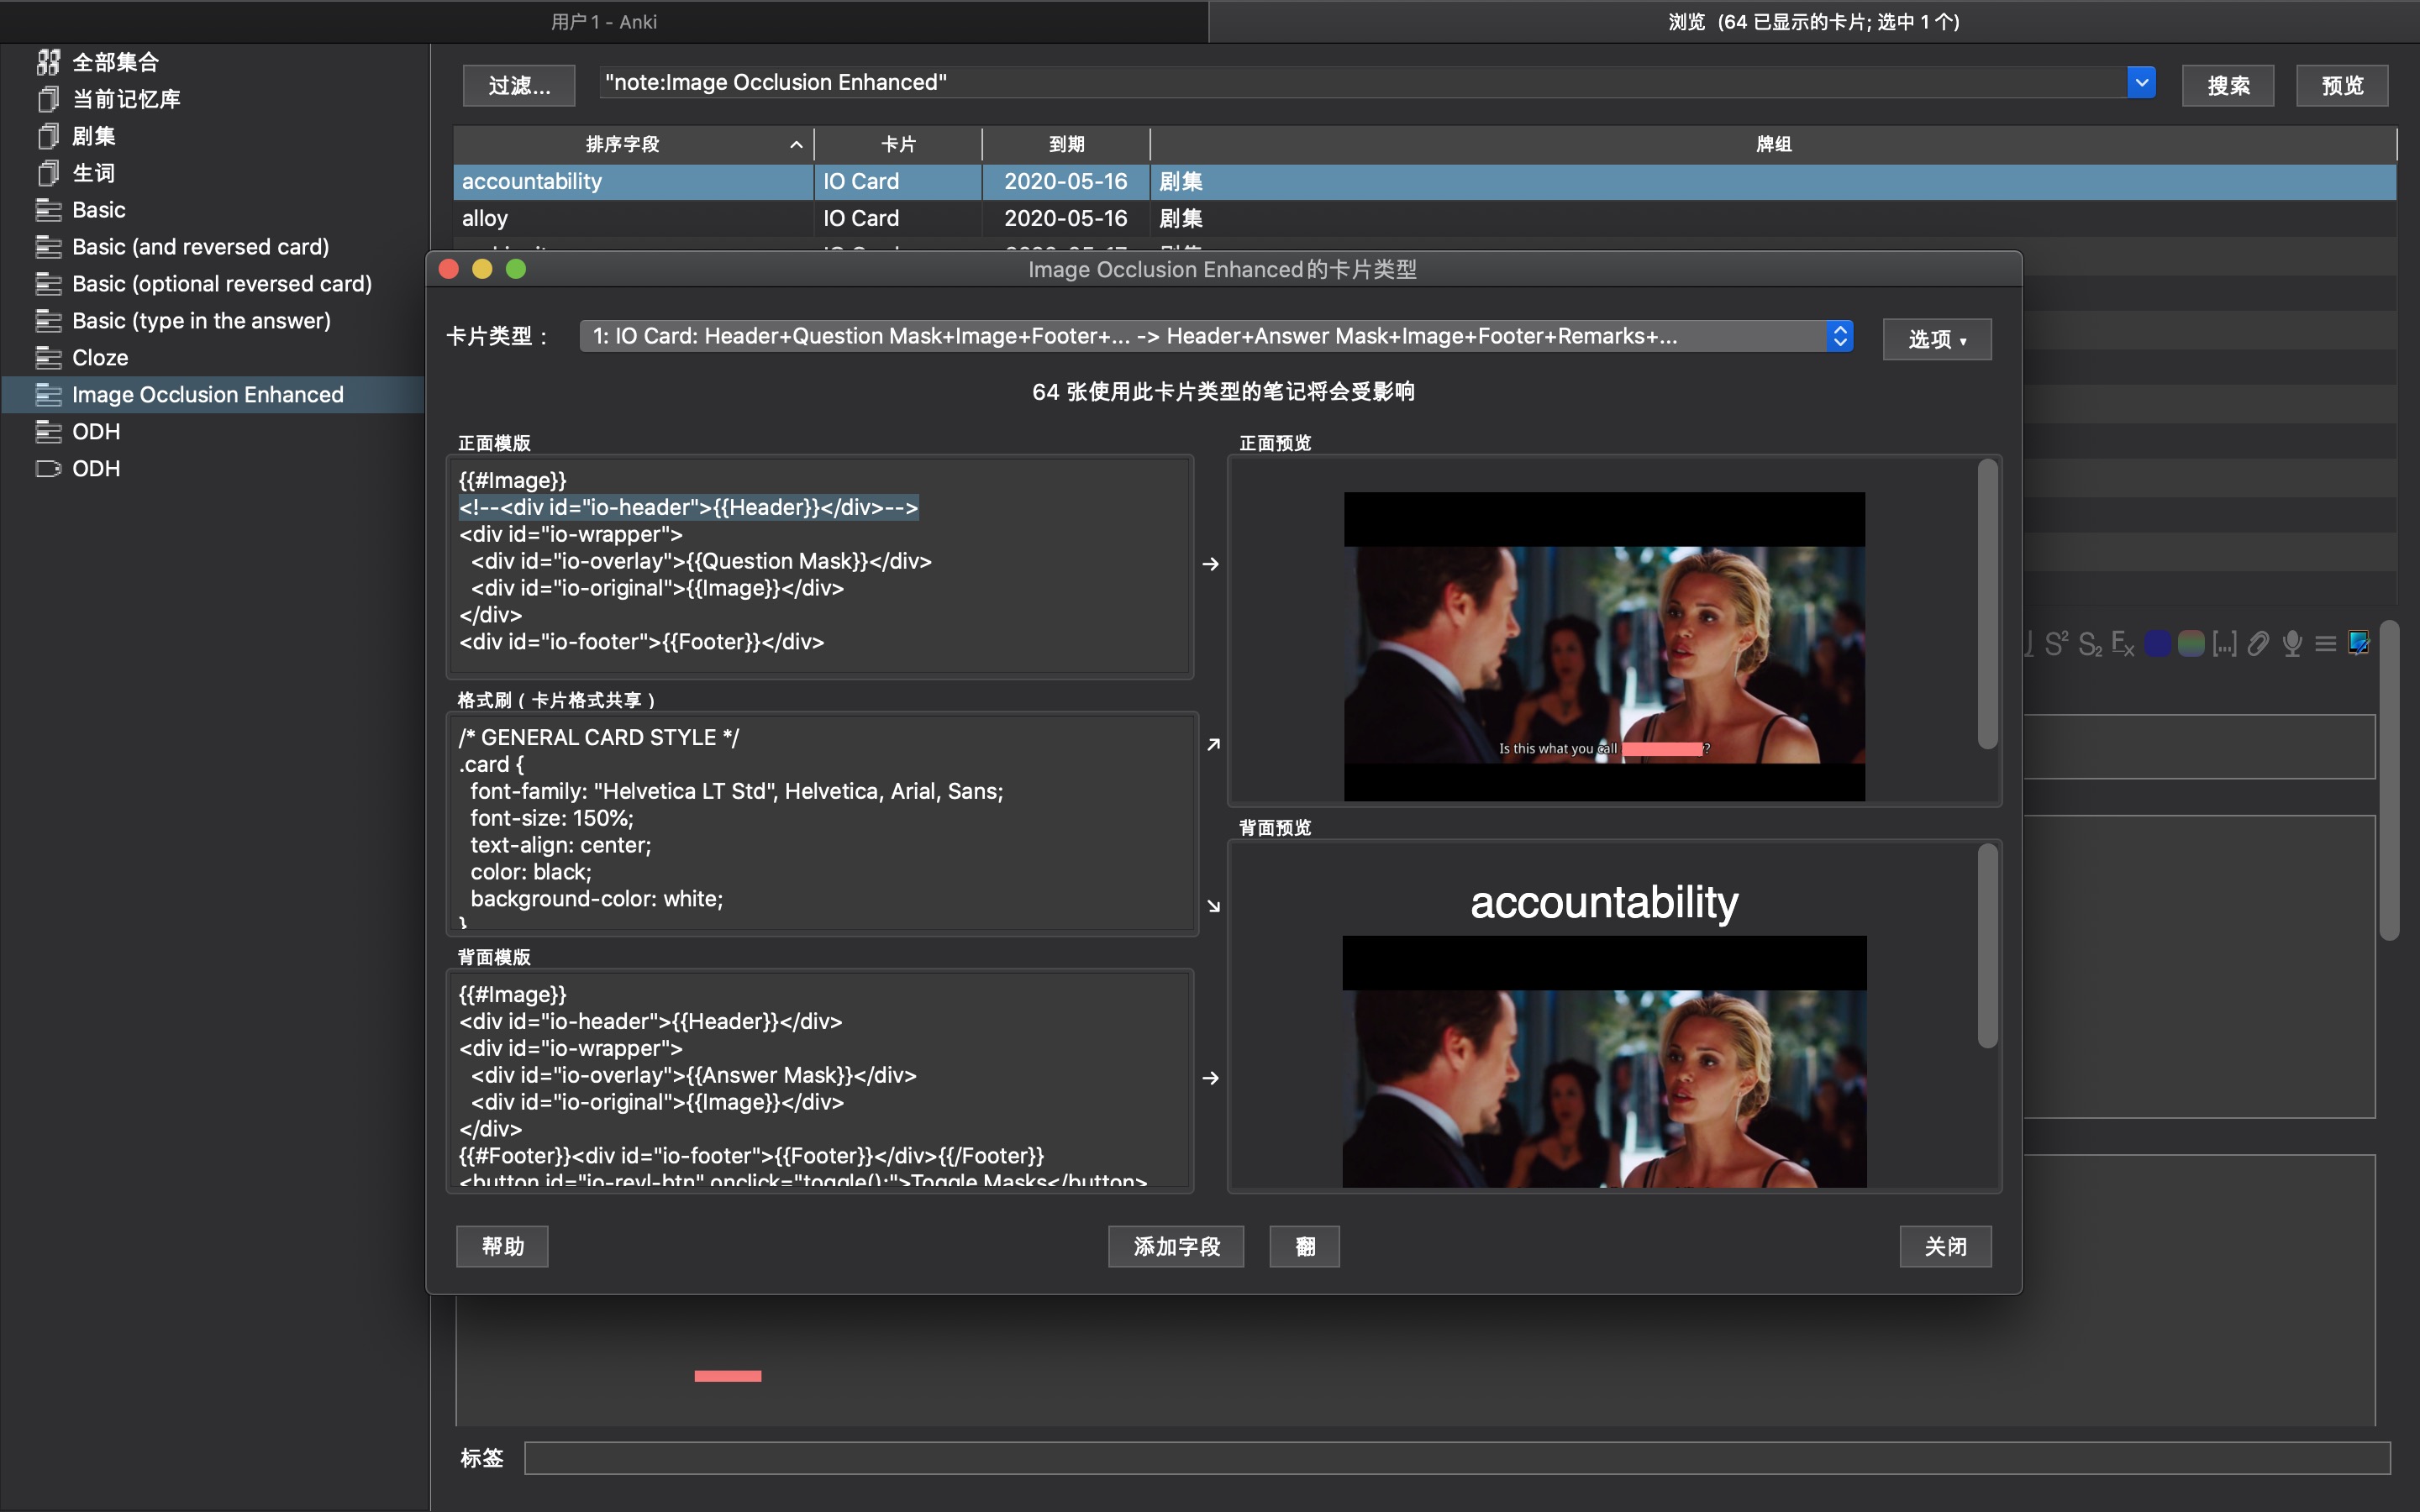 用户1 - Anki
浏览 (64 已显示的卡片; 选中 1 个)
全部集合
当前记忆库
剧集
生词
Basic
Basic (and reversed card)
Basic (optional reversed card)
Basic (type in the answer)
Cloze
Image Occlusion Enhanced
ODH
ODH
过滤...
"note:Image Occlusion Enhanced"
搜索
预览
排序字段 卡片 到期 牌组
accountability IO Card 2020-05-16 剧集
alloy IO Card 2020-05-16 剧集
Image Occlusion Enhanced的卡片类型
卡片类型：
1: IO Card: Header+Question Mask+Image+Footer+... -> Header+Answer Mask+Image+Footer+Remarks+...
选项
64 张使用此卡片类型的笔记将会受影响
正面模版
{{#Image}}
<!--<div id="io-header">{{Header}}</div>-->
<div id="io-wrapper">
<div id="io-overlay">{{Question Mask}}</div>
<div id="io-original">{{Image}}</div>
</div>
<div id="io-footer">{{Footer}}</div>
格式刷（卡片格式共享）
/* GENERAL CARD STYLE */
.card {
font-family: "Helvetica LT Std", Helvetica, Arial, Sans;
font-size: 150%;
text-align: center;
color: black;
background-color: white;
}
背面模版
{{#Image}}
<div id="io-header">{{Header}}</div>
<div id="io-wrapper">
<div id="io-overlay">{{Answer Mask}}</div>
<div id="io-original">{{Image}}</div>
</div>
{{#Footer}}<div id="io-footer">{{Footer}}</div>{{/Footer}}
<button id="io-revl-btn" onclick="toggle();">Toggle Masks</button>
正面预览
Is this what you call ?
背面预览
accountability
帮助
添加字段
翻
关闭
S² S₂ Ex [...]
标签